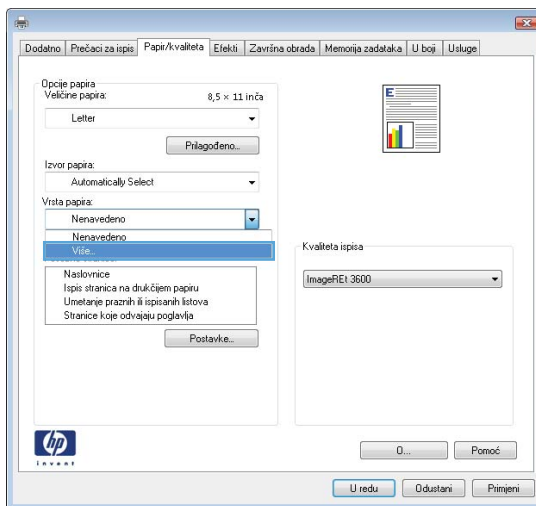 Dodatno Prečaci za ispis Papir/kvaliteta Efekti Završna obrada Memorija zadataka U boji Usluge
Opcije papira
Veličine papira: 8,5 × 11 inča
Letter
Prilagođeno...
Izvor papira:
Automatically Select
Vrsta papira:
Nenavedeno
Nenavedeno
Više...
Naslovnice
Ispis stranica na drukčijem papiru
Umetanje praznih ili ispisanih listova
Stranice koje odvajaju poglavlja
Postavke...
E
Kvaliteta ispisa
ImageREt 3600
hp
invent
O...
Pomoć
U redu
Odustani
Primijeni